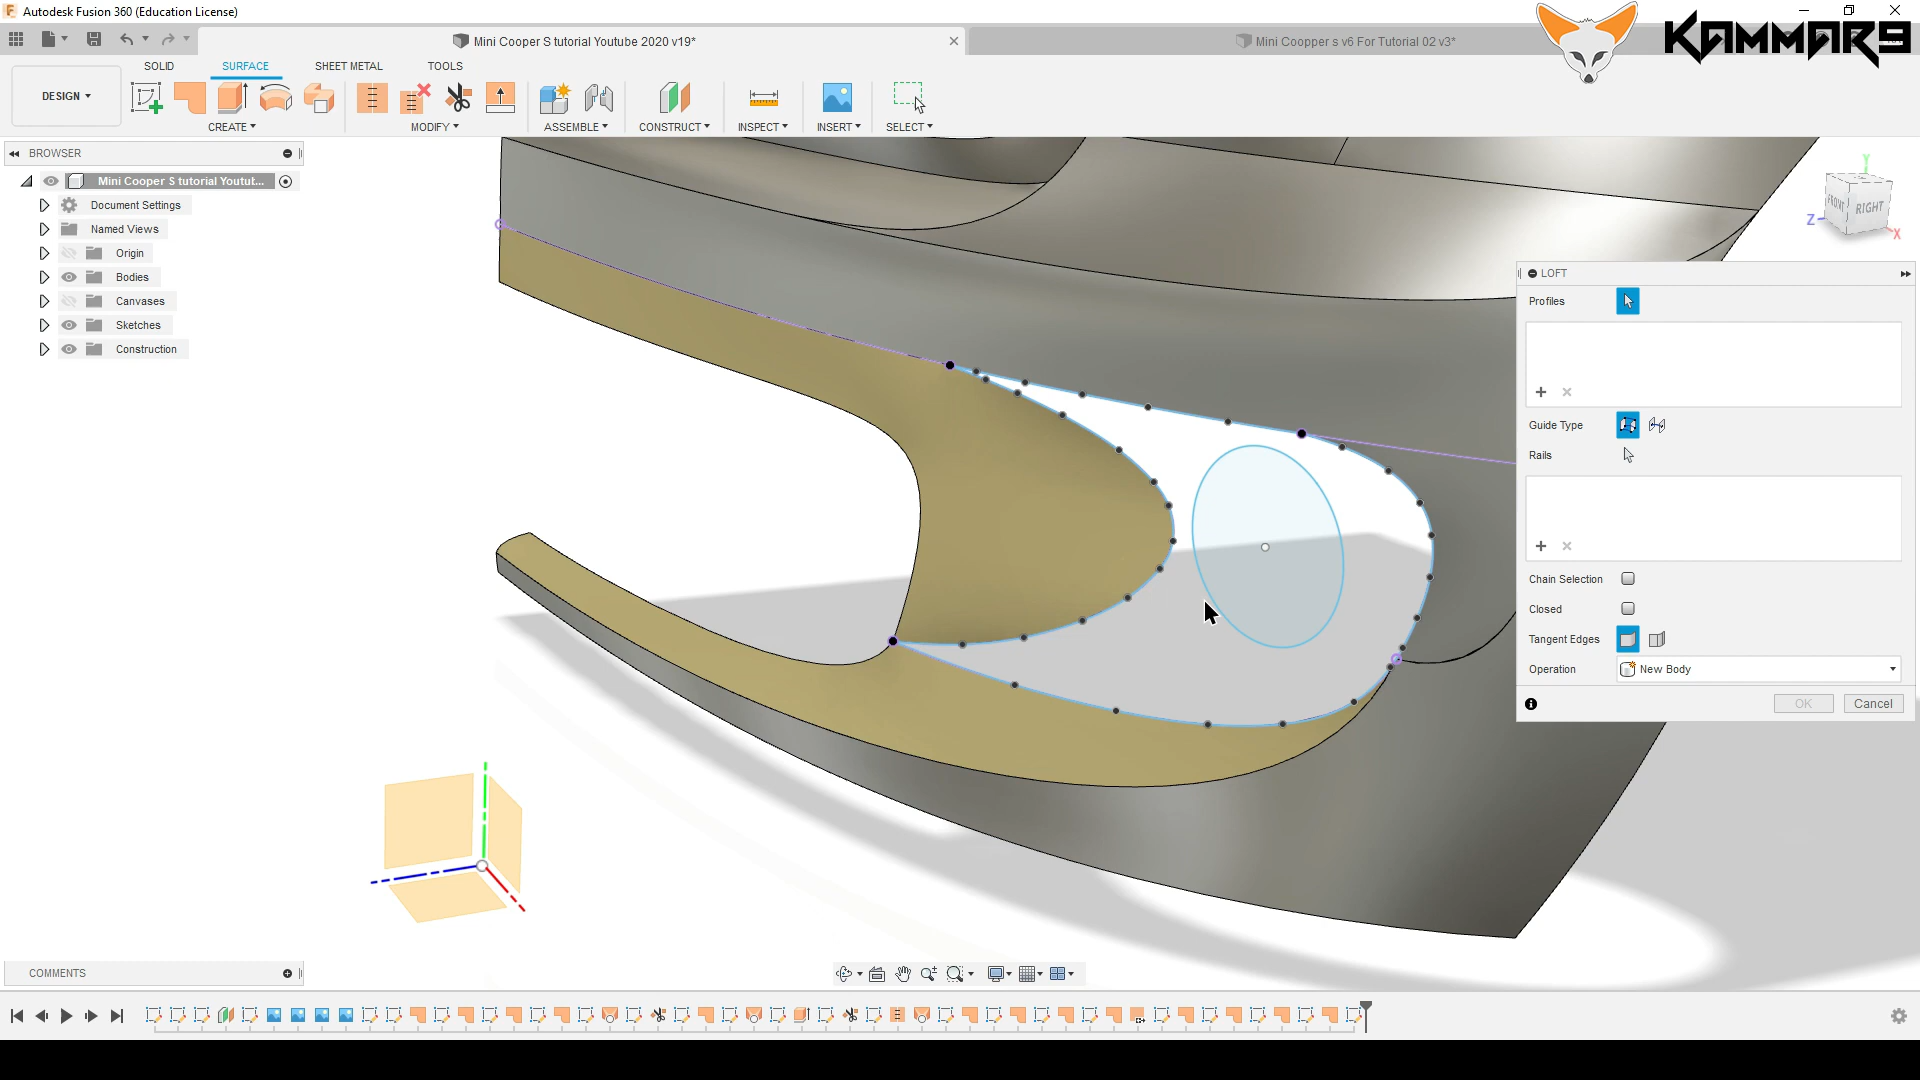 Autodesk Fusion 360 (Education License)
KAMMAR9
Mini Cooper S tutorial Youtube 2020 v19*
Mini Coopper s v6 For Tutorial 02 v3*
DESIGN
SOLID
SURFACE
SHEET METAL
TOOLS
CREATE
MODIFY
ASSEMBLE
CONSTRUCT
INSPECT
INSERT
SELECT
BROWSER
Mini Cooper S tutorial Youtut...
Document Settings
Named Views
Origin
Bodies
Canvases
Sketches
Construction
Y
FRONT
RIGHT
Z
X
LOFT
Profiles
Guide Type
Rails
Chain Selection
Closed
Tangent Edges
Operation
New Body
OK
Cancel
COMMENTS